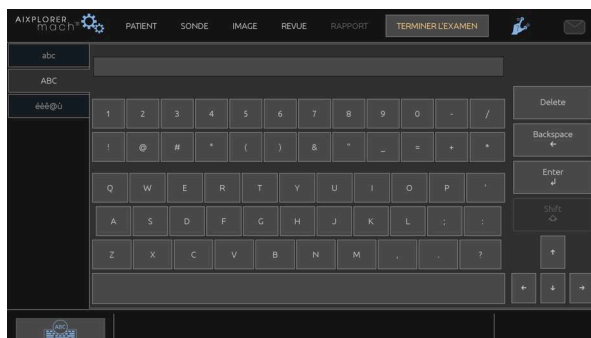 AIXPLORER
mach
PATIENT SONDE IMAGE REVUE RAPPORT TERMINER L'EXAMEN
abc
ABC
éèê@ù
1 2 3 4 5 6 7 8 9 0 - /
! @ # * ( ) & " _ = + *
Q W E R T Y U I O P '
A S D F G H J K L ; :
Z X C V B N M , . ?
Delete
Backspace
←
Enter
↲
Shift
↑
← ↓ →
ABC